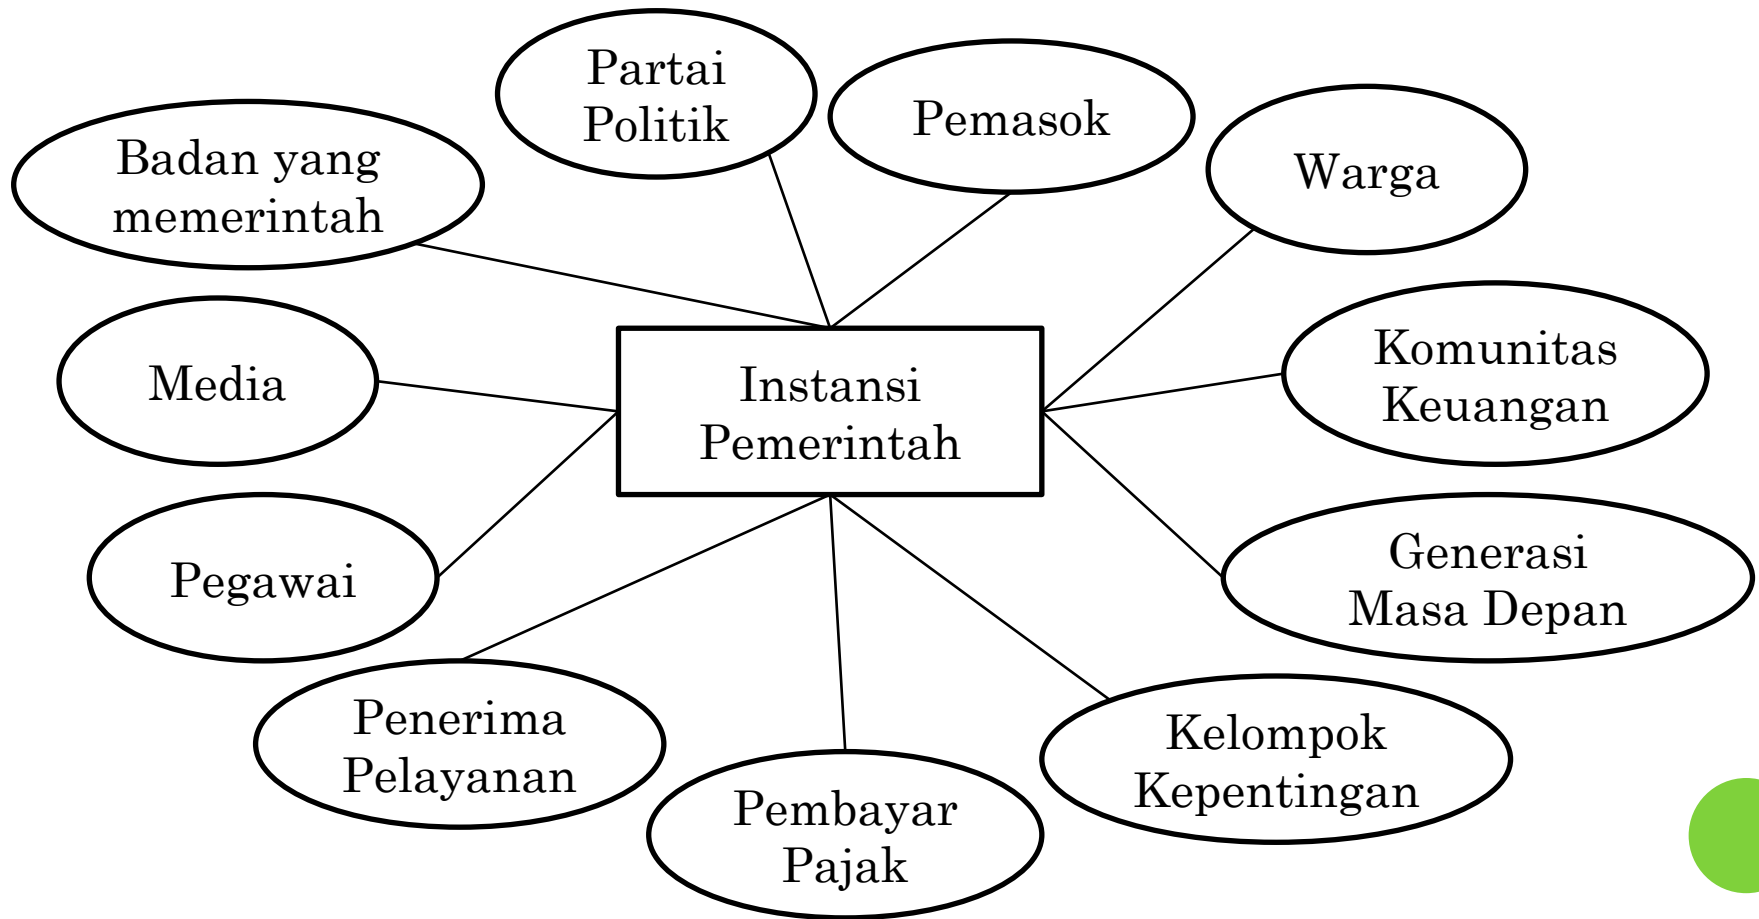 Partai
Politik
Pemasok
Warga
Badan yang
memerintah
Media
Instansi
Pemerintah
Komunitas
Keuangan
Pegawai
Generasi
Masa Depan
Penerima
Pelayanan
Pembayar
Pajak
Kelompok
Kepentingan